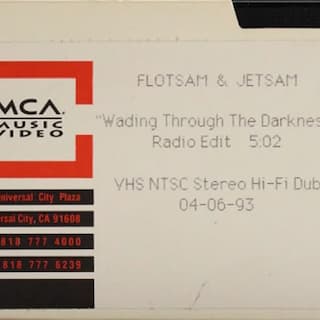 MCA
MUSIC
VIDEO
Universal City Plaza
Universal City, CA 91608
818 777 4000
818 777 6239
FLOTSAM & JETSAM
"Wading Through The Darknes
Radio Edit 5:02
VHS NTSC Stereo Hi-Fi Dub
04-06-93